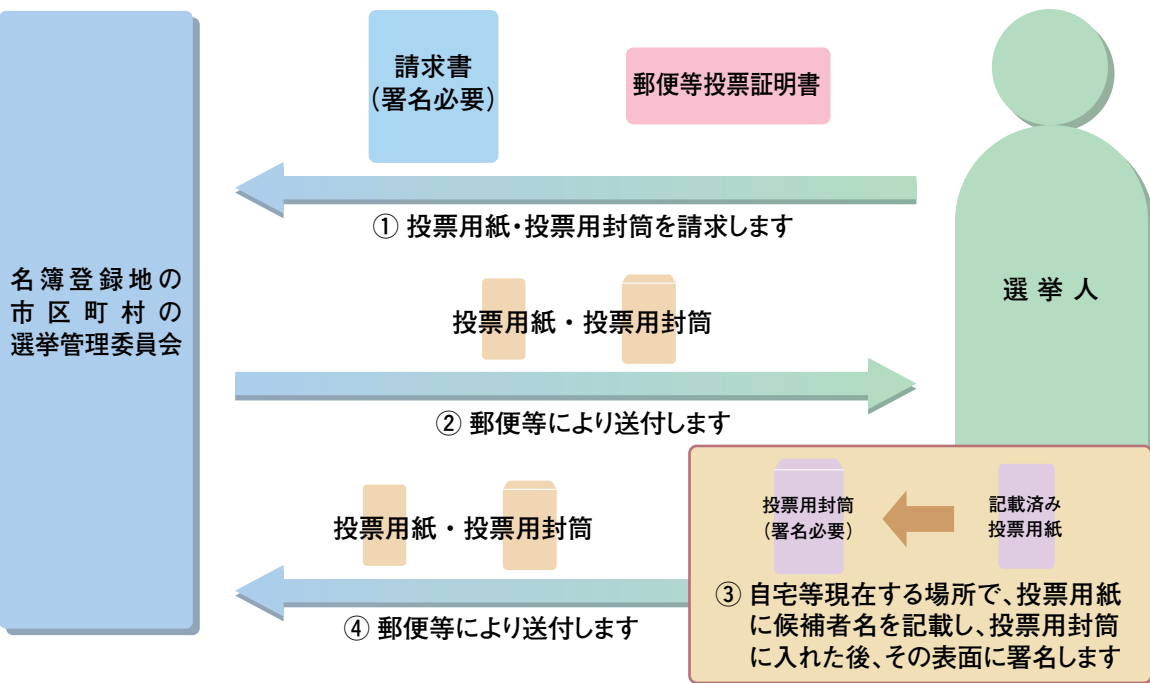 請求書
（署名必要）
郵便等投票証明書
① 投票用紙・投票用封筒を請求します
名簿登録地の
市区町村の
選挙管理委員会
選挙人
投票用紙・投票用封筒
② 郵便等により送付します
投票用紙・投票用封筒
④ 郵便等により送付します
投票用封筒
（署名必要）
記載済み
投票用紙
③ 自宅等現在する場所で、投票用紙
に候補者名を記載し、投票用封筒
に入れた後、その表面に署名します